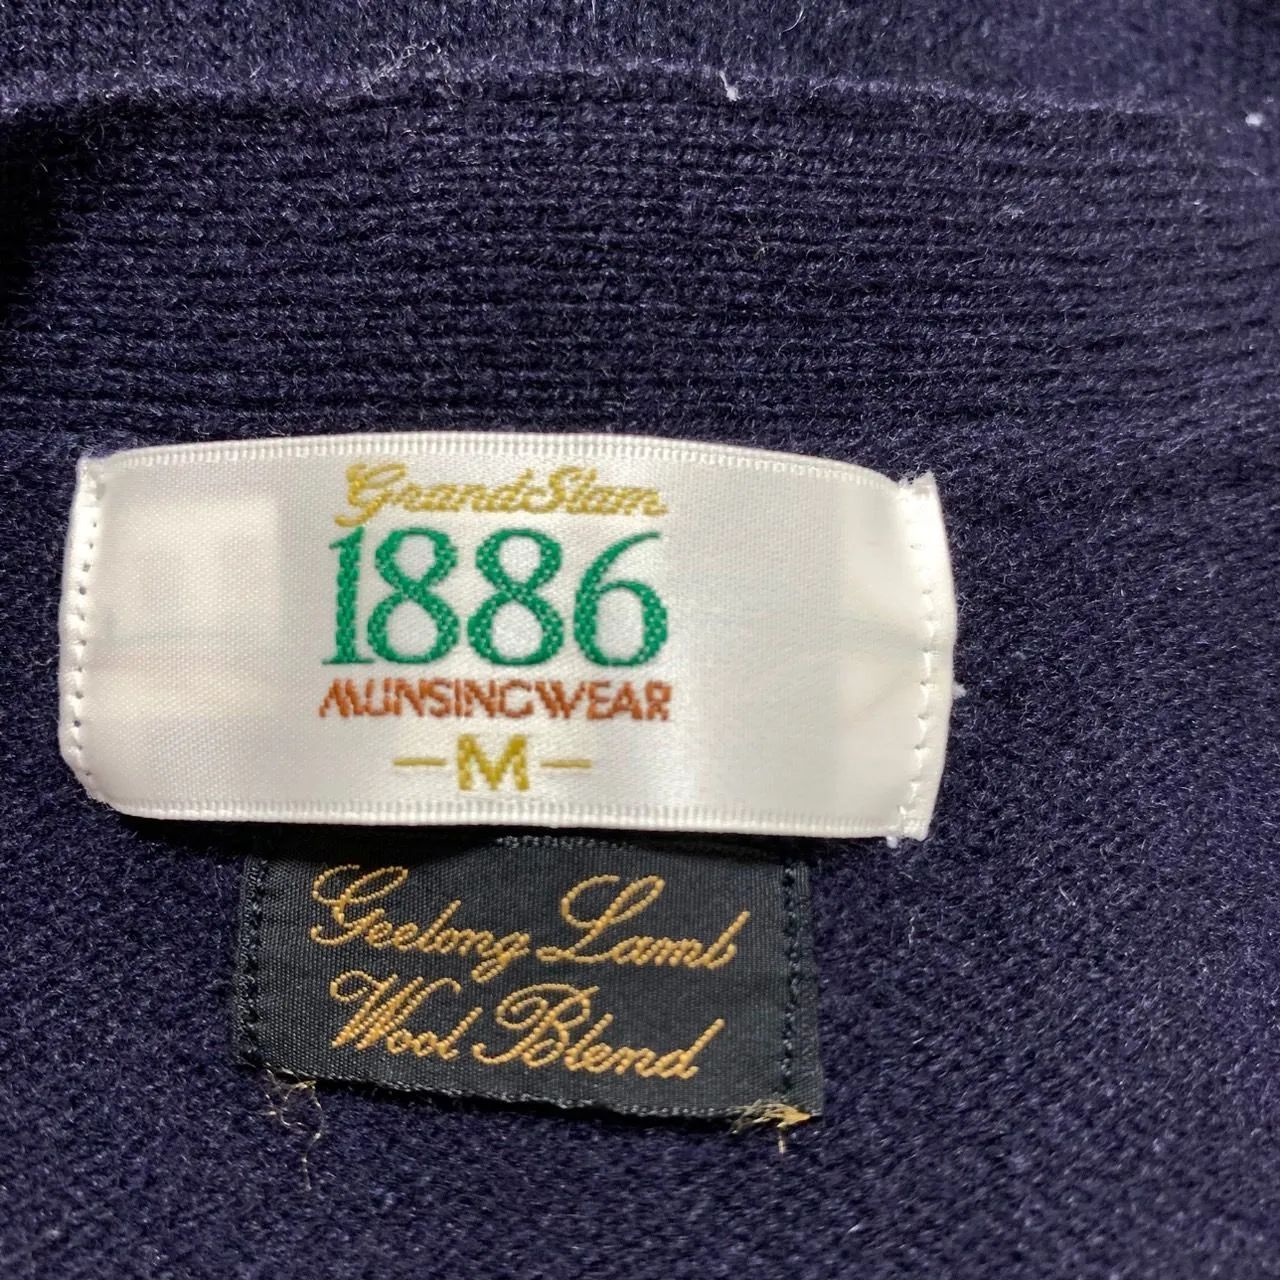 GrandSlam
1886
MUNSINGWEAR
-M-
Geelong Lamb
Wool Blend